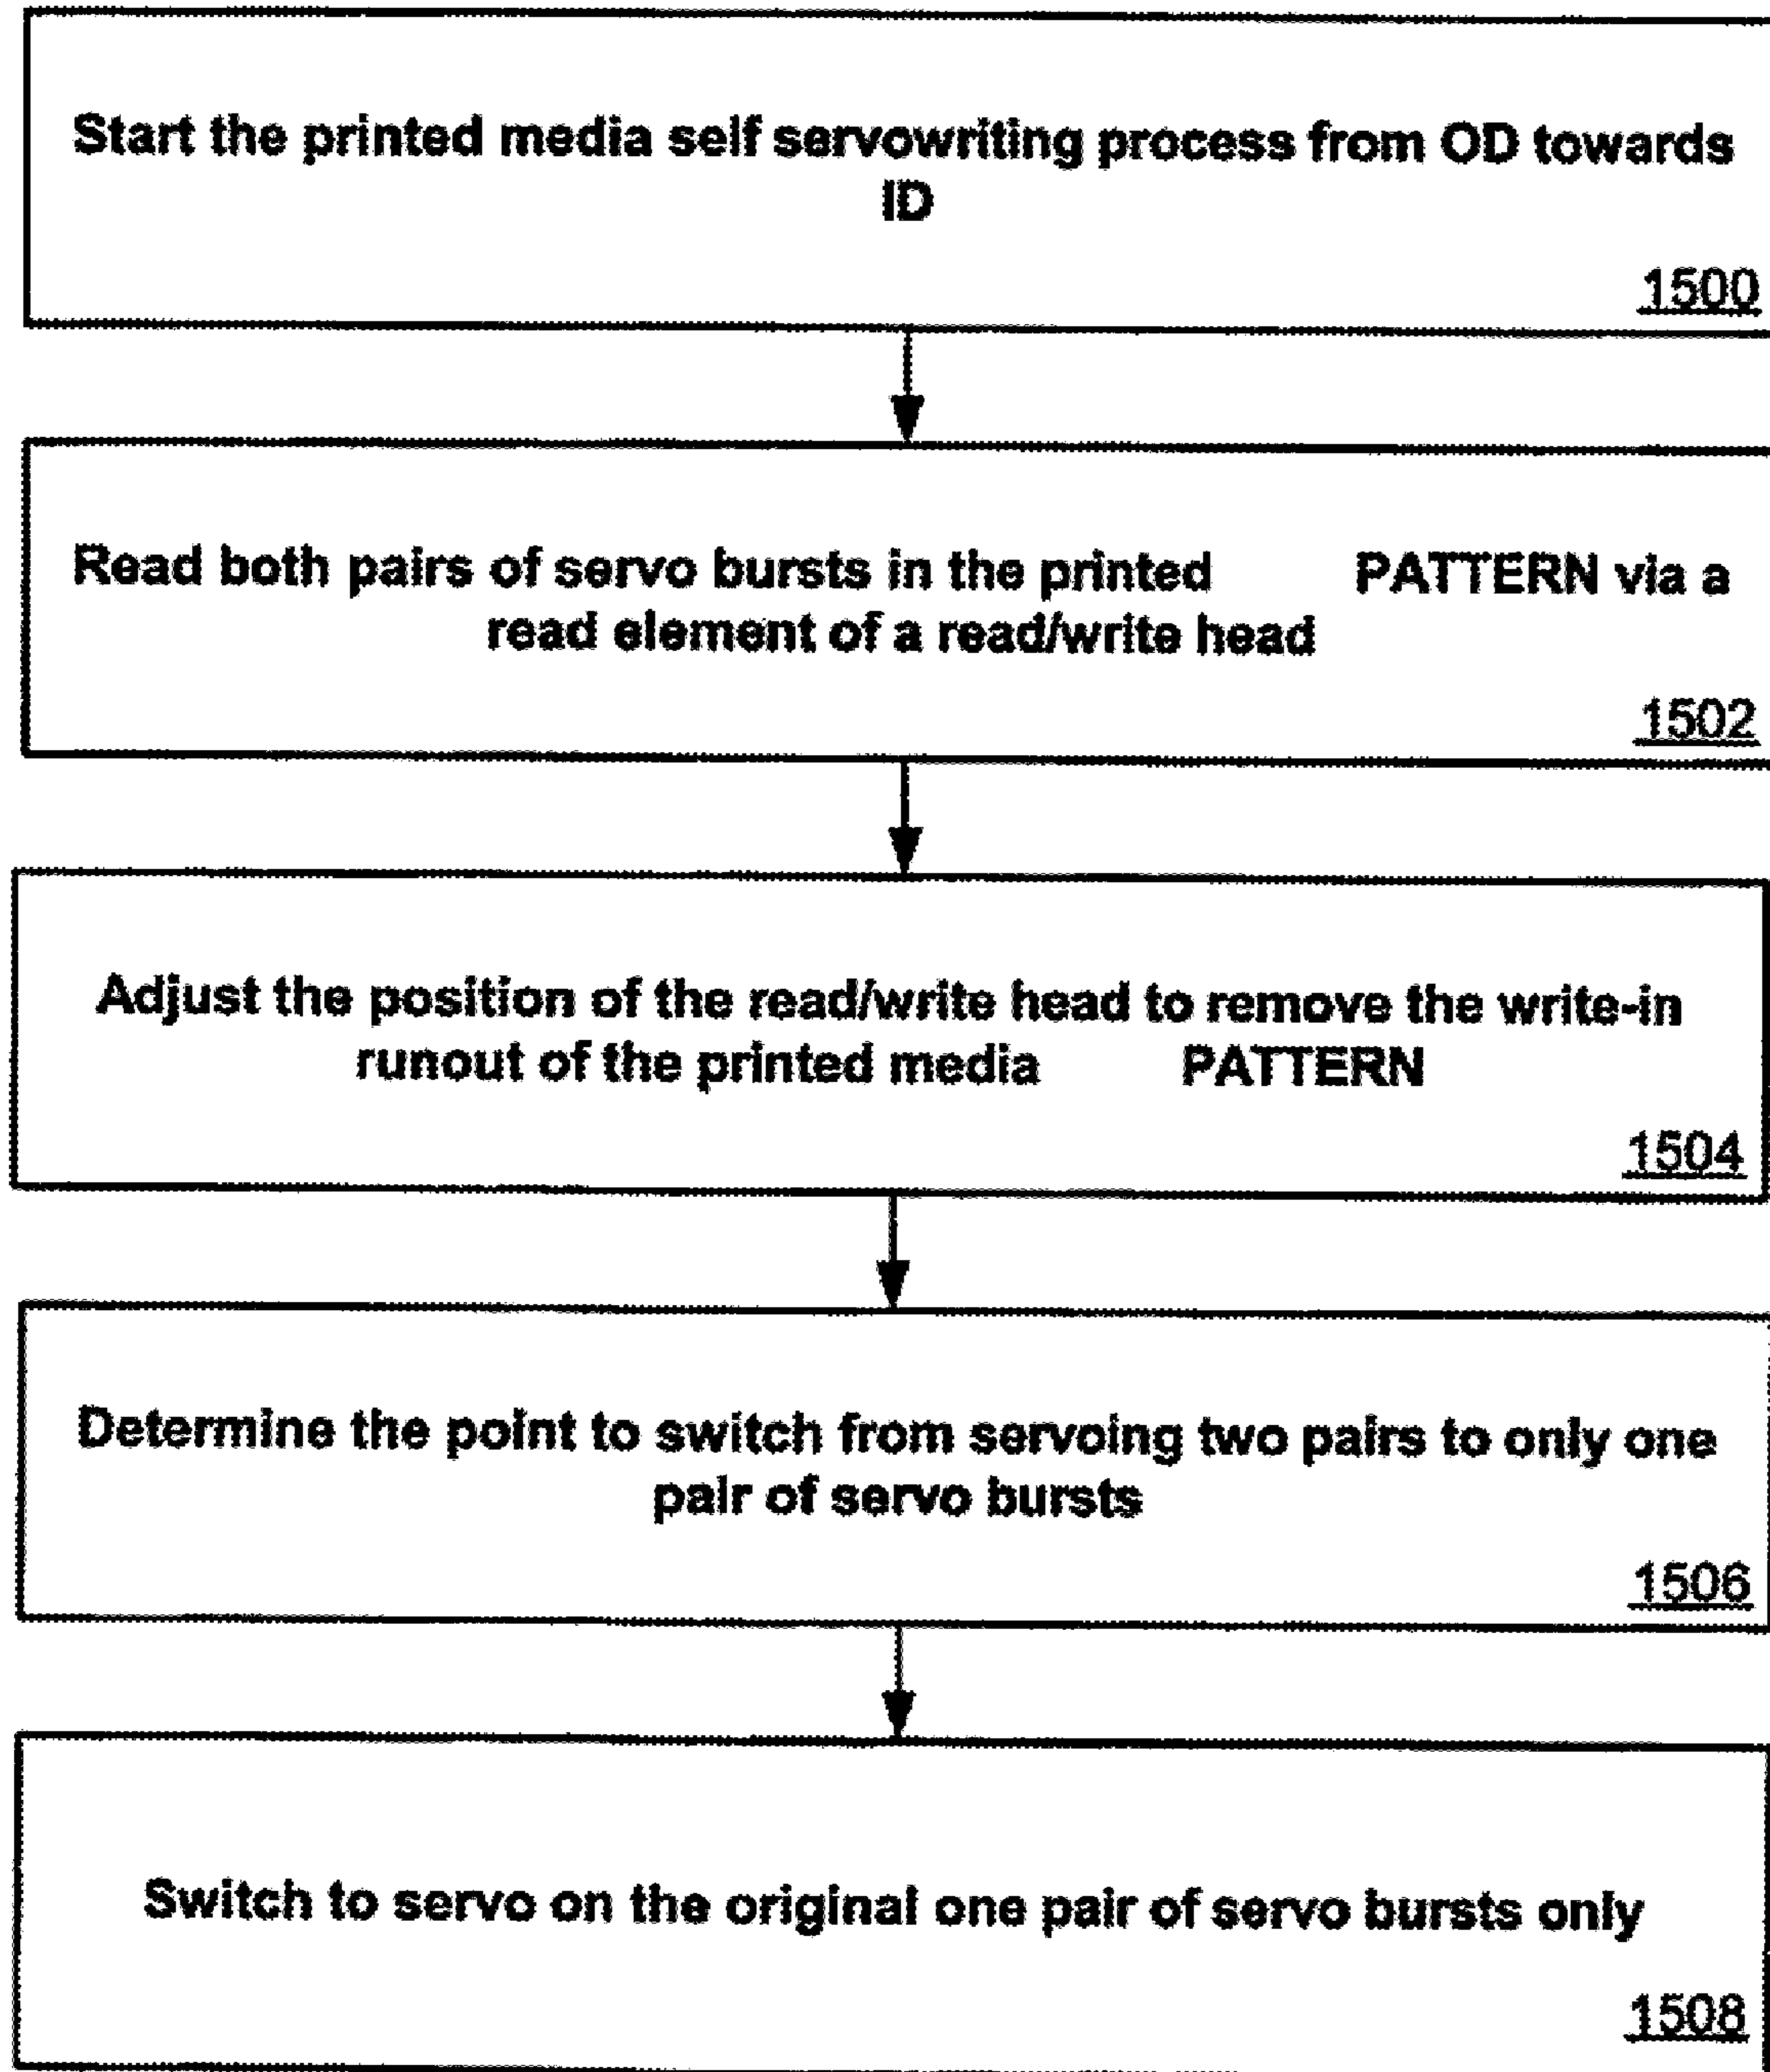 Start the printed media self servowriting process from OD towards
ID
1500
Read both pairs of servo bursts in the printed PATTERN via a
read element of a read/write head
1502
Adjust the position of the read/write head to remove the write-in
runout of the printed media PATTERN
1504
Determine the point to switch from servoing two pairs to only one
pair of servo bursts
1506
Switch to servo on the original one pair of servo bursts only
1508